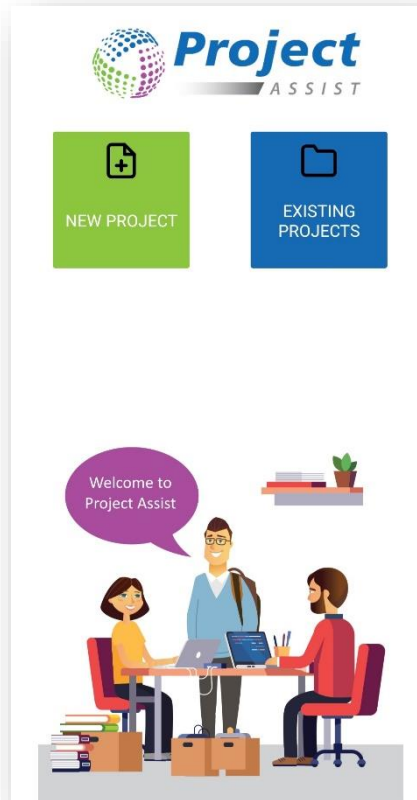 Project
ASSIST
NEW PROJECT
EXISTING
PROJECTS
Welcome to
Project Assist